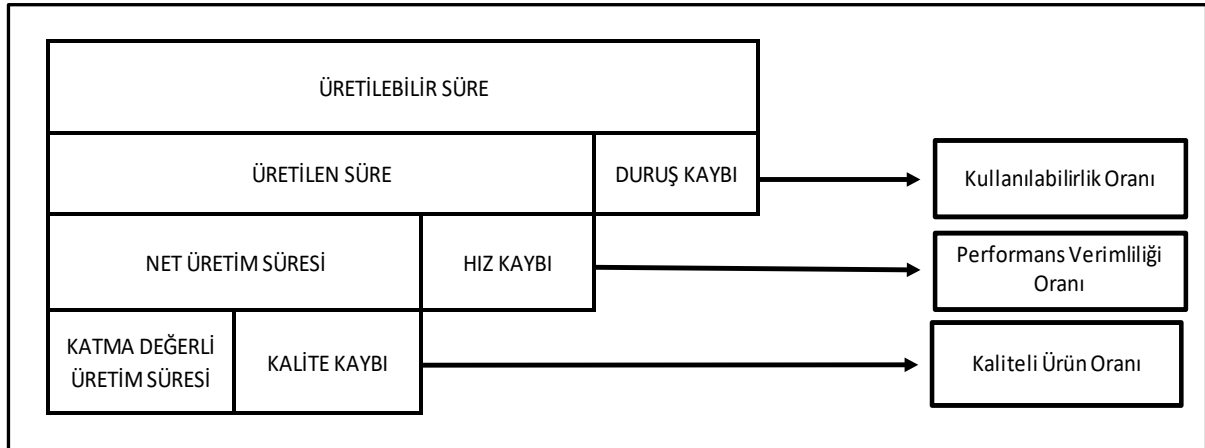 ÜRETİLEBİLİR SÜRE
ÜRETİLEN SÜRE
DURUŞ KAYBI
Kullanılabilirlik Oranı
NET ÜRETİM SÜRESİ
HIZ KAYBI
Performans Verimliliği
Oranı
KATMA DEĞERLİ
ÜRETİM SÜRESİ
KALİTE KAYBI
Kaliteli Ürün Oranı